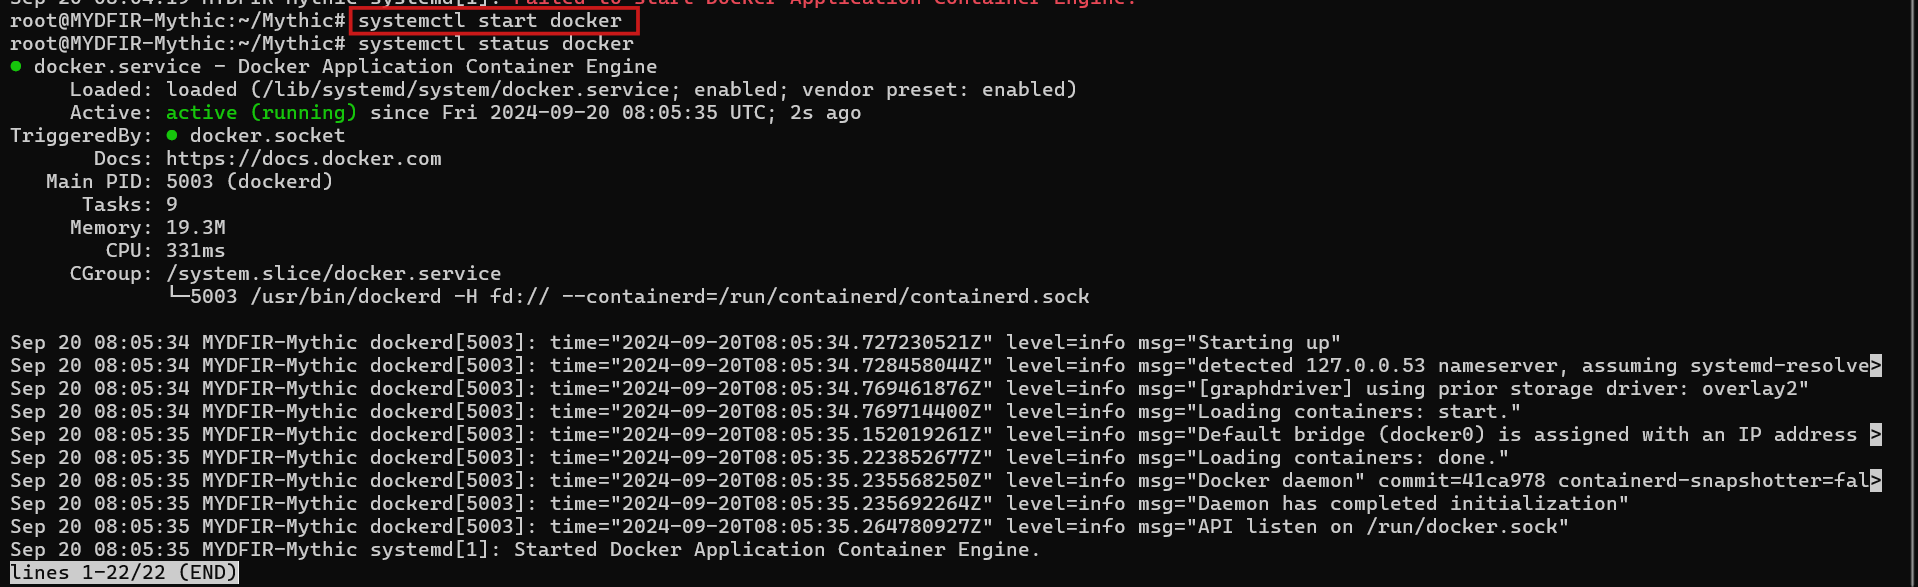 Sep 20 08:04:19 MYDFIR-Mythic systemd[1]: Failed to start Docker Application Container Engine.
root@MYDFIR-Mythic:~/Mythic# systemctl start docker
root@MYDFIR-Mythic:~/Mythic# systemctl status docker
● docker.service - Docker Application Container Engine
Loaded: loaded (/lib/systemd/system/docker.service; enabled; vendor preset: enabled)
Active: active (running) since Fri 2024-09-20 08:05:35 UTC; 2s ago
TriggeredBy: ● docker.socket
Docs: https://docs.docker.com
Main PID: 5003 (dockerd)
Tasks: 9
Memory: 19.3M
CPU: 331ms
CGroup: /system.slice/docker.service
└─5003 /usr/bin/dockerd -H fd:// --containerd=/run/containerd/containerd.sock
Sep 20 08:05:34 MYDFIR-Mythic dockerd[5003]: time="2024-09-20T08:05:34.727230521Z" level=info msg="Starting up"
Sep 20 08:05:34 MYDFIR-Mythic dockerd[5003]: time="2024-09-20T08:05:34.728458044Z" level=info msg="detected 127.0.0.53 nameserver, assuming systemd-resolve>
Sep 20 08:05:34 MYDFIR-Mythic dockerd[5003]: time="2024-09-20T08:05:34.769461876Z" level=info msg="[graphdriver] using prior storage driver: overlay2"
Sep 20 08:05:34 MYDFIR-Mythic dockerd[5003]: time="2024-09-20T08:05:34.769714400Z" level=info msg="Loading containers: start."
Sep 20 08:05:35 MYDFIR-Mythic dockerd[5003]: time="2024-09-20T08:05:35.152019261Z" level=info msg="Default bridge (docker0) is assigned with an IP address >
Sep 20 08:05:35 MYDFIR-Mythic dockerd[5003]: time="2024-09-20T08:05:35.223852677Z" level=info msg="Loading containers: done."
Sep 20 08:05:35 MYDFIR-Mythic dockerd[5003]: time="2024-09-20T08:05:35.235568250Z" level=info msg="Docker daemon" commit=41ca978 containerd-snapshotter=fal>
Sep 20 08:05:35 MYDFIR-Mythic dockerd[5003]: time="2024-09-20T08:05:35.235692264Z" level=info msg="Daemon has completed initialization"
Sep 20 08:05:35 MYDFIR-Mythic dockerd[5003]: time="2024-09-20T08:05:35.264780927Z" level=info msg="API listen on /run/docker.sock"
Sep 20 08:05:35 MYDFIR-Mythic systemd[1]: Started Docker Application Container Engine.
lines 1-22/22 (END)